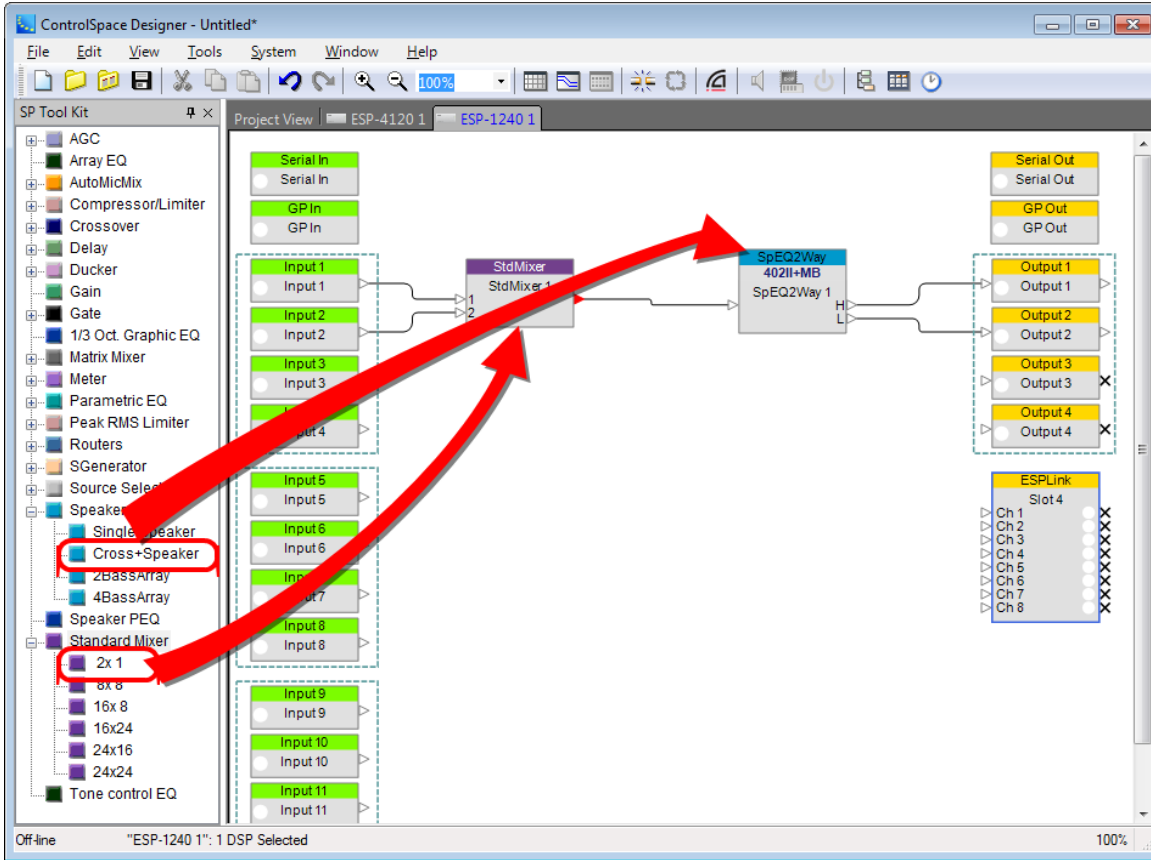 ControlSpace Designer - Untitled*
File Edit View Tools System Window Help
100%
SP Tool Kit
Project View ESP-4120 1 ESP-1240 1
AGC
Array EQ
AutoMicMix
Compressor/Limiter
Crossover
Delay
Ducker
Gain
Gate
1/3 Oct. Graphic EQ
Matrix Mixer
Meter
Parametric EQ
Peak RMS Limiter
Routers
SGenerator
Source Selec
Speaker
Single Speaker
Cross+Speaker
2BassArray
4BassArray
Speaker PEQ
Standard Mixer
2x 1
8x 8
16x 8
16x24
24x16
24x24
Tone control EQ
Serial In
Serial In
GP In
GP In
Input 1
Input 1
Input 2
Input 2
Input 3
Input 3
Input 4
Input 5
Input 5
Input 6
Input 6
Input 7
Input 8
Input 8
Input 9
Input 9
Input 10
Input 10
Input 11
Input 11
StdMixer
StdMixer 1
1
2
SpEQ2Way
402II+MB
SpEQ2Way 1
H
L
Serial Out
Serial Out
GP Out
GP Out
Output 1
Output 1
Output 2
Output 2
Output 3
Output 3
Output 4
Output 4
ESPLink
Slot 4
Ch 1
Ch 2
Ch 3
Ch 4
Ch 5
Ch 6
Ch 7
Ch 8
Off-line "ESP-1240 1": 1 DSP Selected 100%